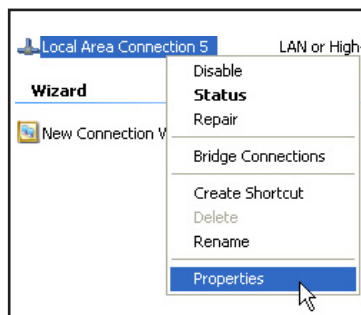 Local Area Connection 5 LAN or High-
Disable
Wizard
Status
Repair
New Connection W
Bridge Connections
Create Shortcut
Delete
Rename
Properties